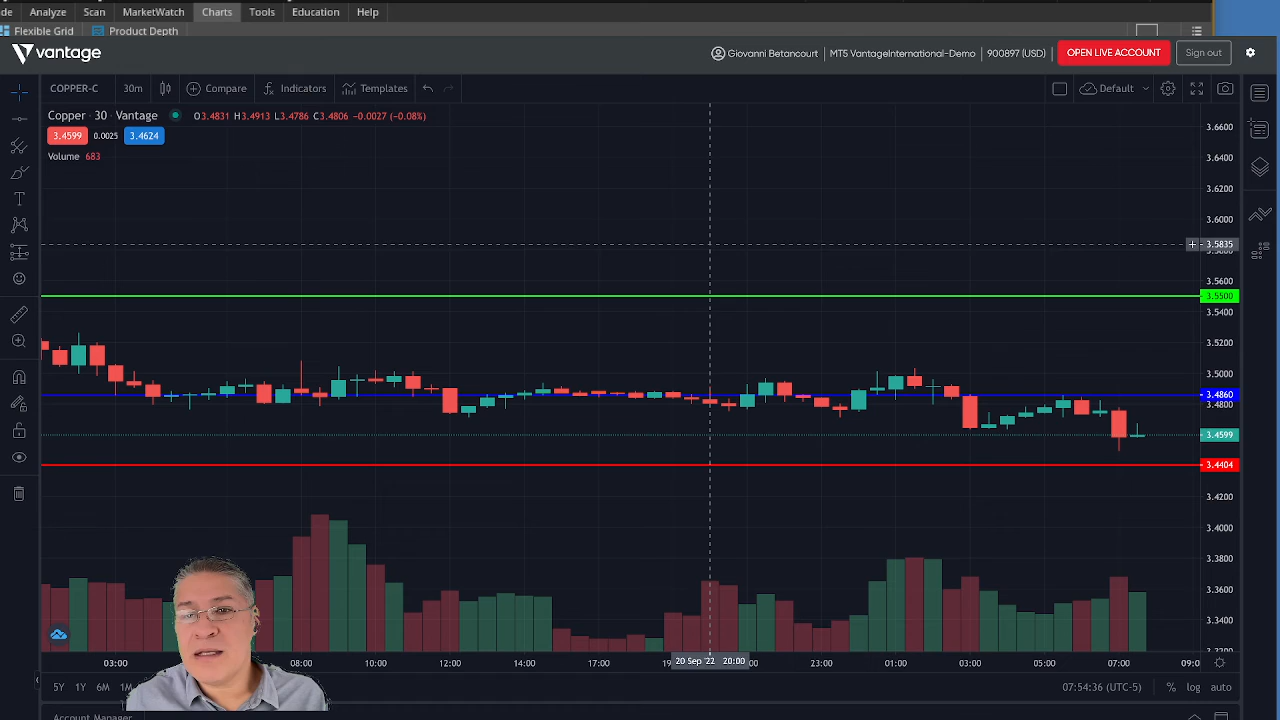 de Analyze Scan MarketWatch Charts Tools Education Help
Flexible Grid Product Depth
vantage Giovanni Betancourt MT5 VantageInternational-Demo 900897 (USD) OPEN LIVE ACCOUNT Sign out
COPPER-C 30m Compare Indicators Templates Default
Copper · 30 · Vantage O3.4831 H3.4913 L3.4786 C3.4806 −0.0027 (−0.08%)
3.4599 0.0025 3.4624
Volume 683
3.6600
3.6400
3.6200
3.6000
3.5835
3.5800
3.5600
3.5500
3.5400
3.5200
3.5000
3.4860
3.4800
3.4599
3.4404
3.4200
3.4000
3.3800
3.3600
3.3400
3.3200
03:00 08:00 10:00 12:00 14:00 17:00 20 Sep '22 20:00 23:00 01:00 03:00 05:00 07:00 09:0
5Y 1Y 6M 1M 07:54:36 (UTC-5) % log auto
Account Manager